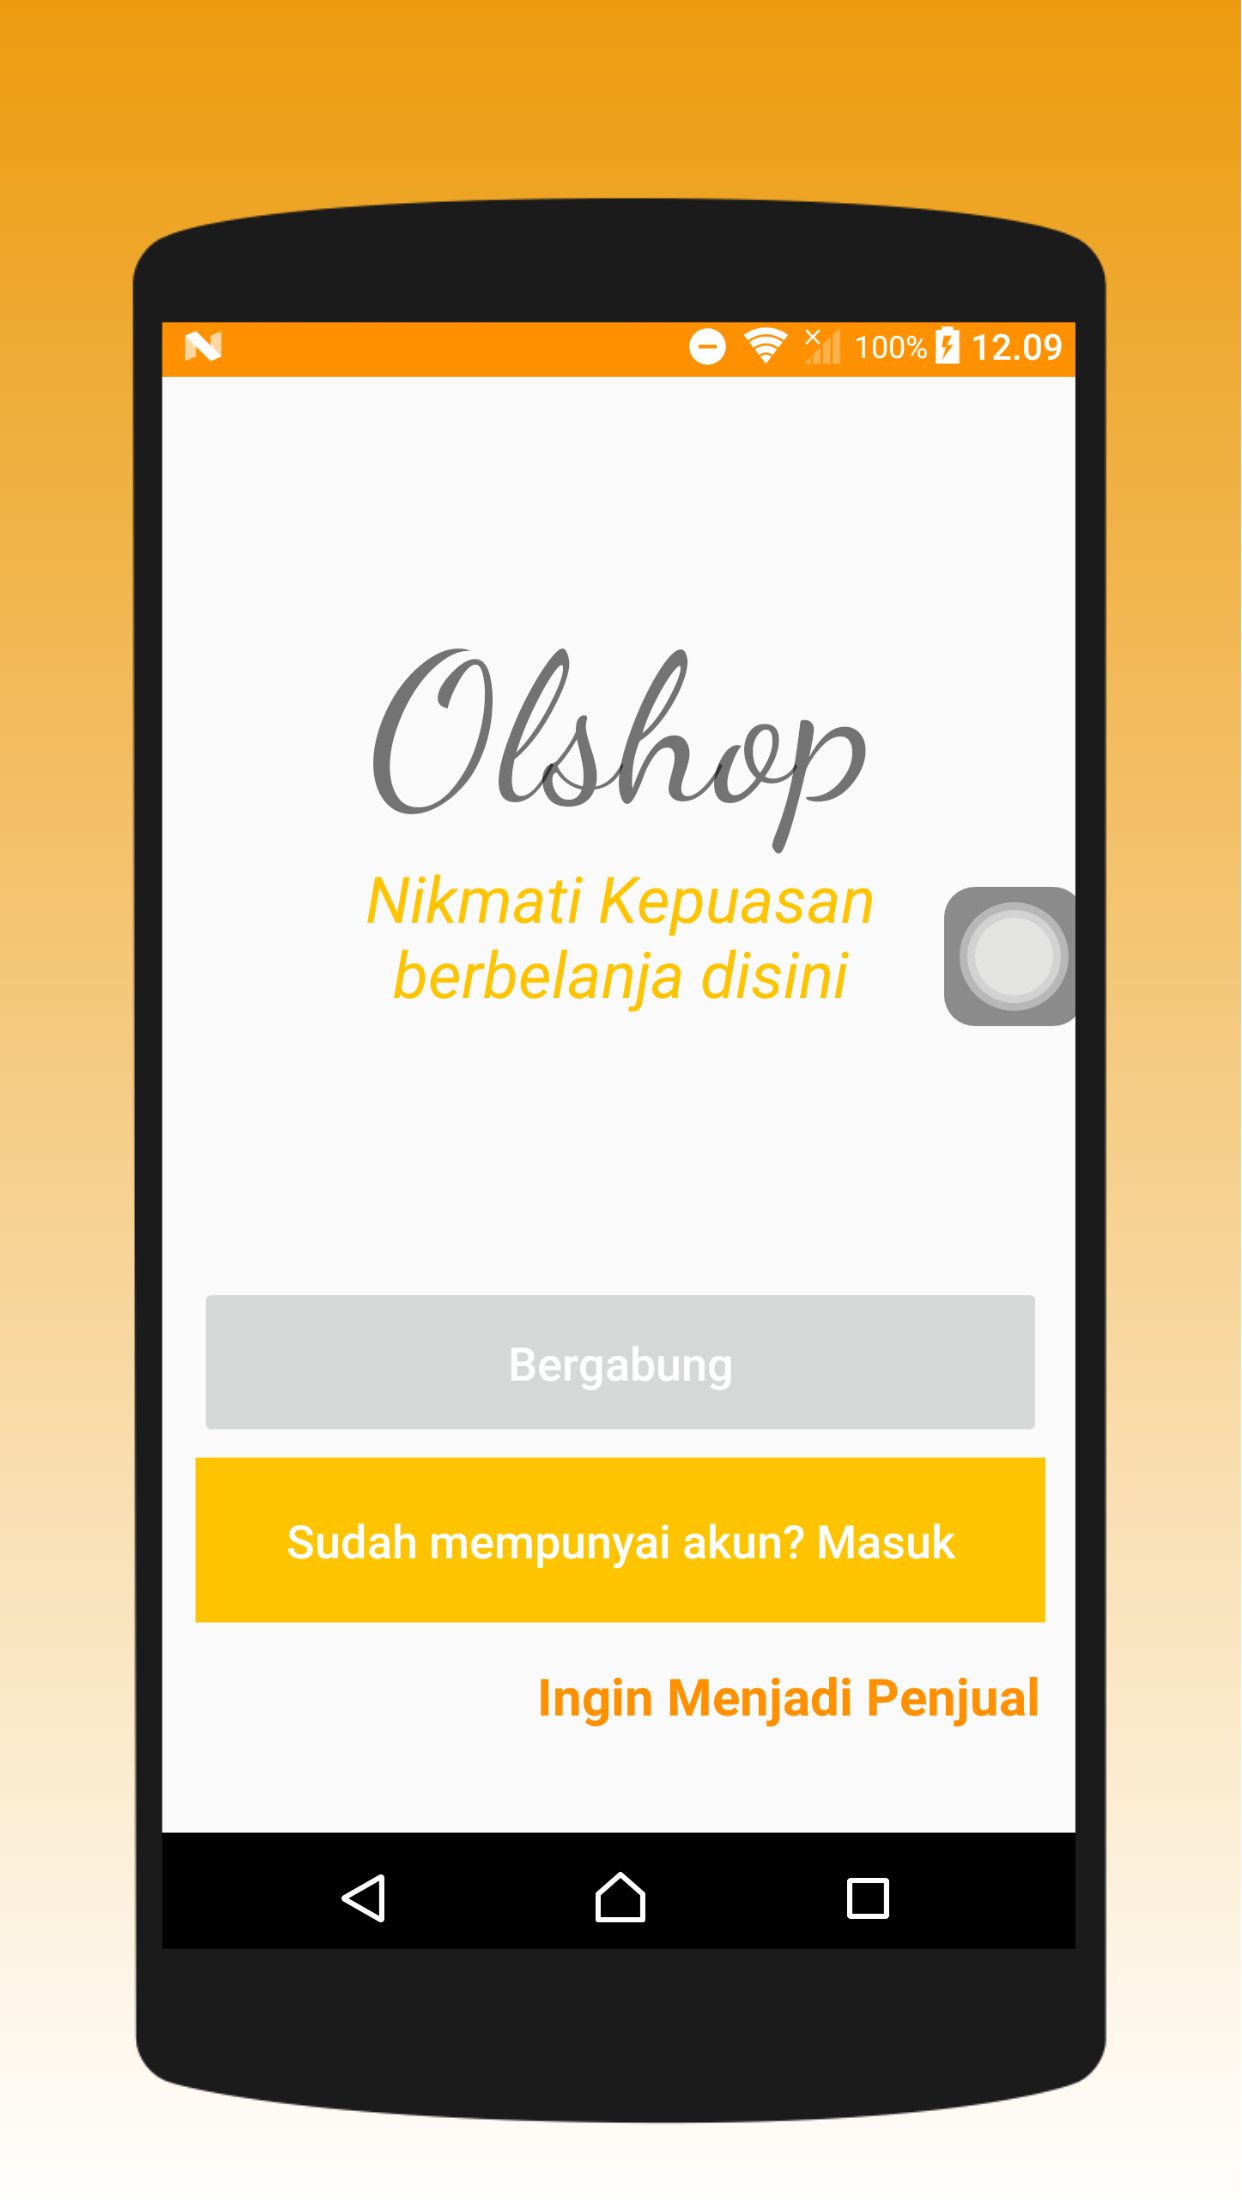 100% 12.09
Olshop
Nikmati Kepuasan
berbelanja disini
Bergabung
Sudah mempunyai akun? Masuk
Ingin Menjadi Penjual